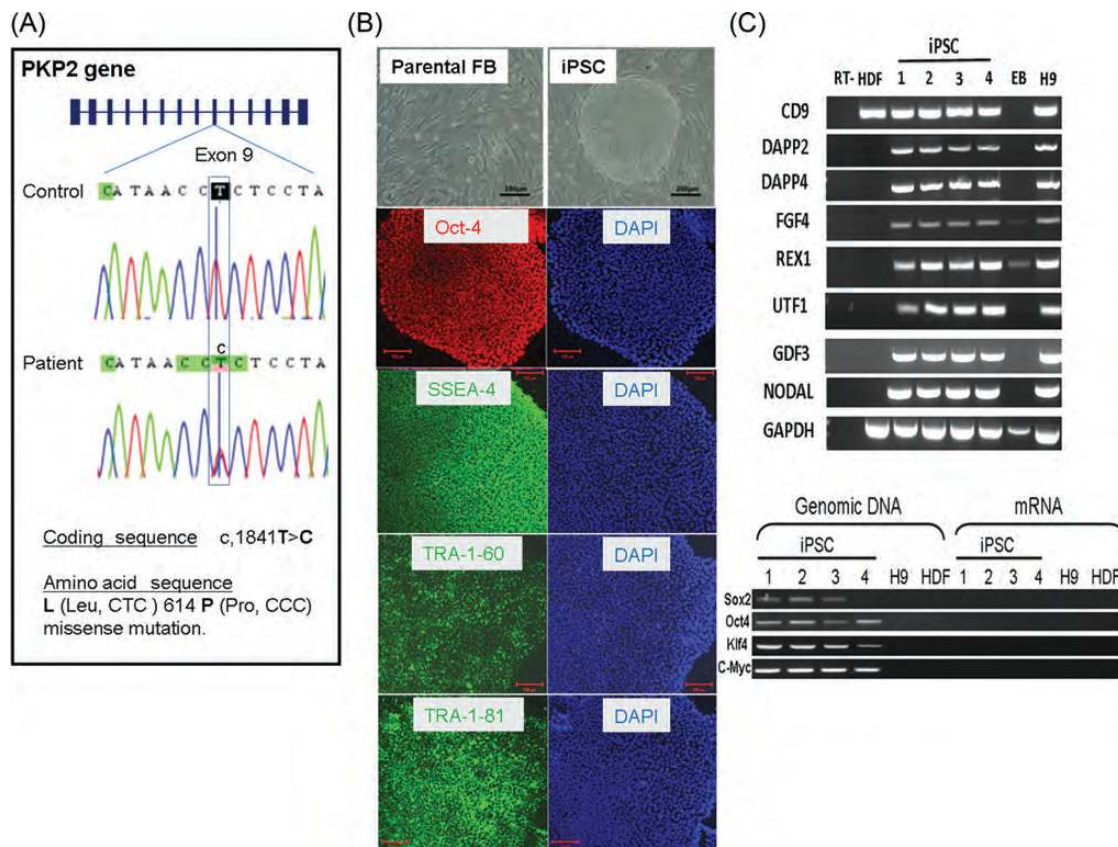 (A)
PKP2 gene
Exon 9
Control
C A T A A C C T C T C C T A
C
Patient
C A T A A C C T C T C C T A
Coding sequence c,1841T>C
Amino acid sequence
L (Leu, CTC ) 614 P (Pro, CCC)
missense mutation.
(B)
Parental FB
iPSC
200µm
200µm
Oct-4
DAPI
SSEA-4
DAPI
TRA-1-60
DAPI
TRA-1-81
DAPI
(C)
iPSC
RT- HDF 1 2 3 4 EB H9
CD9
DAPP2
DAPP4
FGF4
REX1
UTF1
GDF3
NODAL
GAPDH
Genomic DNA mRNA
iPSC iPSC
1 2 3 4 H9 HDF 1 2 3 4 H9 HDF
Sox2
Oct4
Klf4
C-Myc